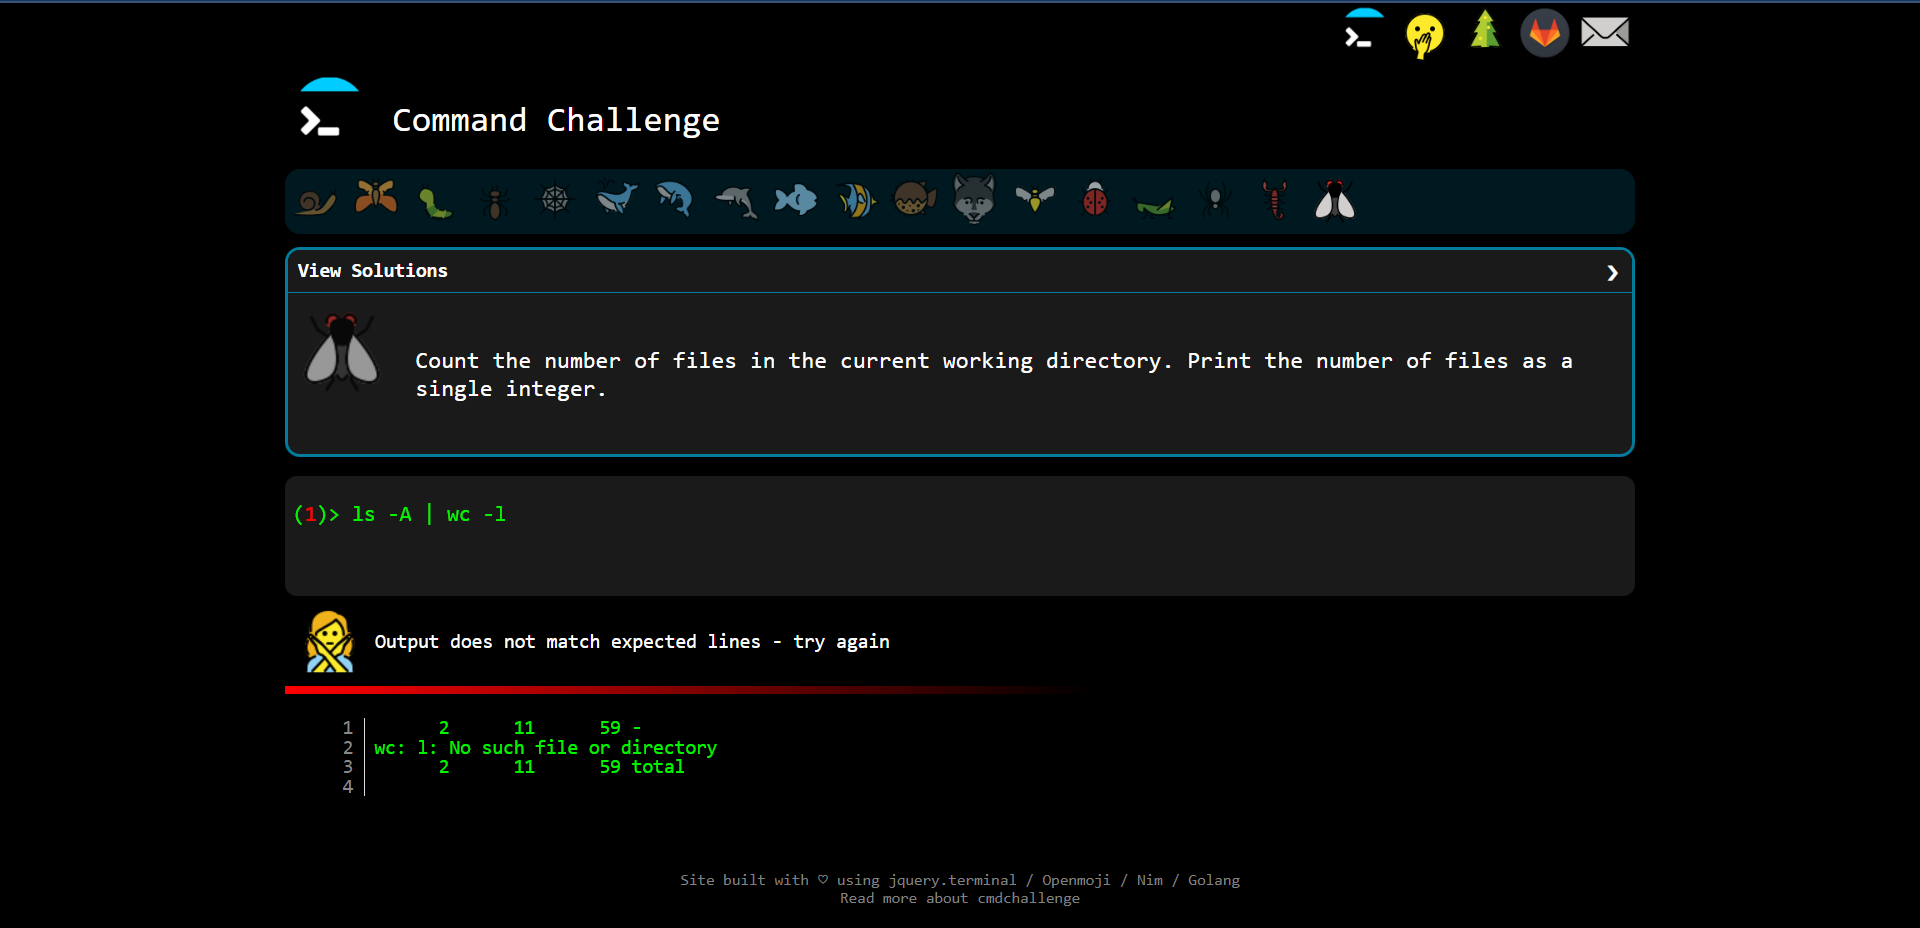 Command Challenge
View Solutions ❯
Count the number of files in the current working directory. Print the number of files as a
single integer.
(1)> ls -A | wc -l
Output does not match expected lines - try again
1 2 11 59 -
2 wc: l: No such file or directory
3 2 11 59 total
4
Site built with ♡ using jquery.terminal / Openmoji / Nim / Golang
Read more about cmdchallenge